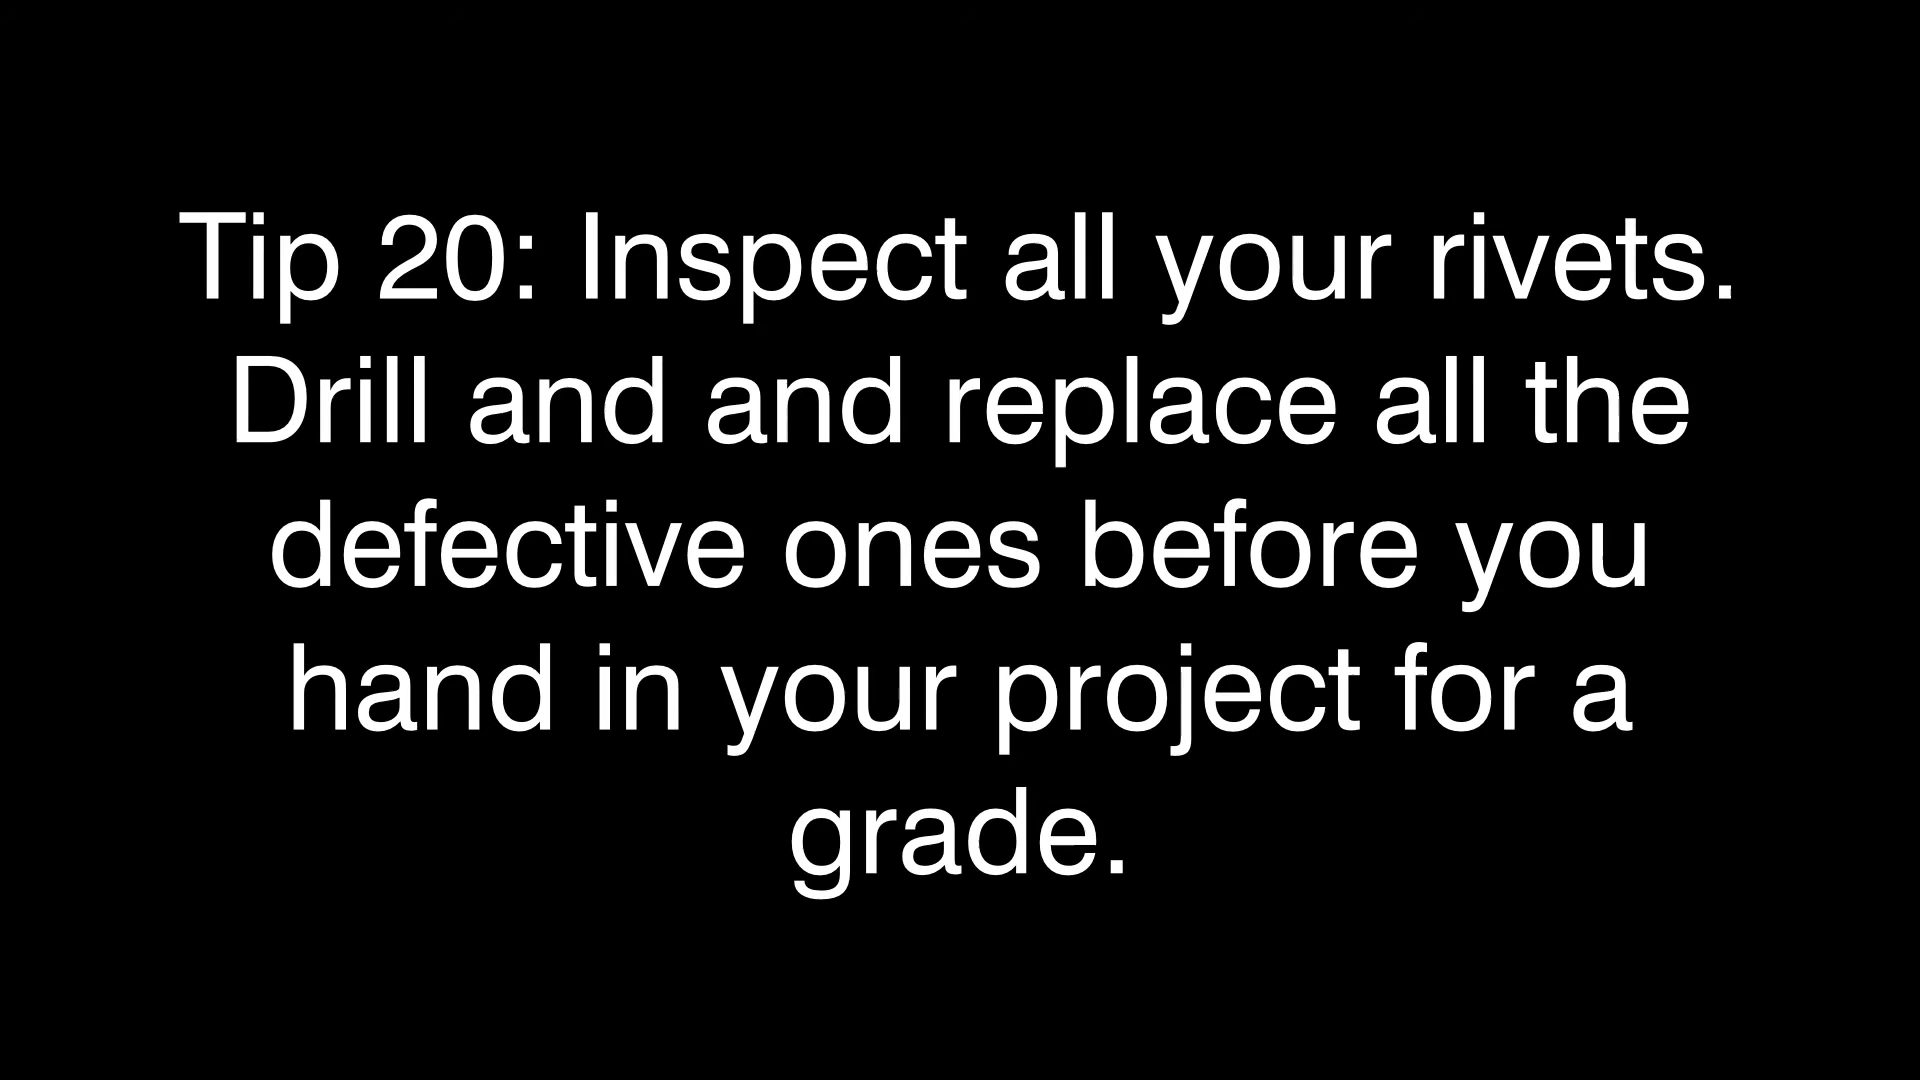 Tip 20: Inspect all your rivets.
Drill and and replace all the
defective ones before you
hand in your project for a
grade.